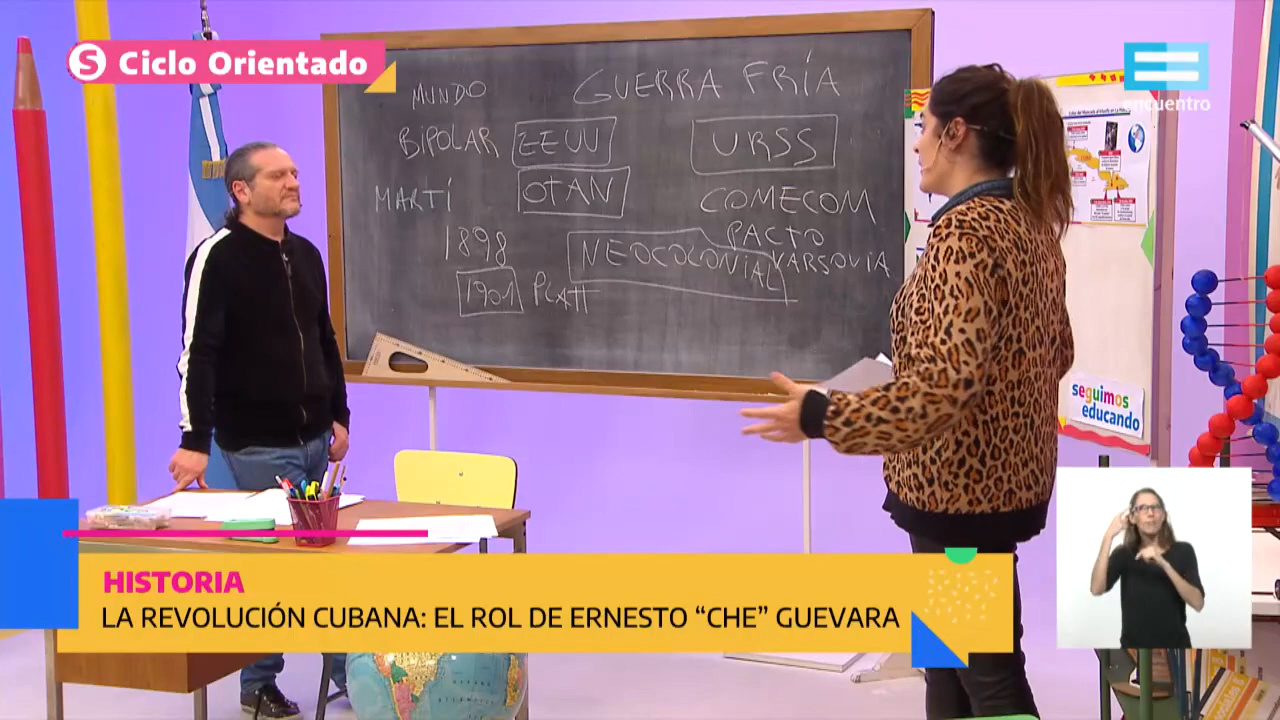 S Ciclo Orientado
encuentro
MUNDO
GUERRA FRÍA
BIPOLAR
EEUU
URSS
MARTÍ
OTAN
COMECOM
PACTO
1898
NEOCOLONIAL
VARSOVIA
1901 PLATT
seguimos
educando
HISTORIA
LA REVOLUCIÓN CUBANA: EL ROL DE ERNESTO “CHE” GUEVARA